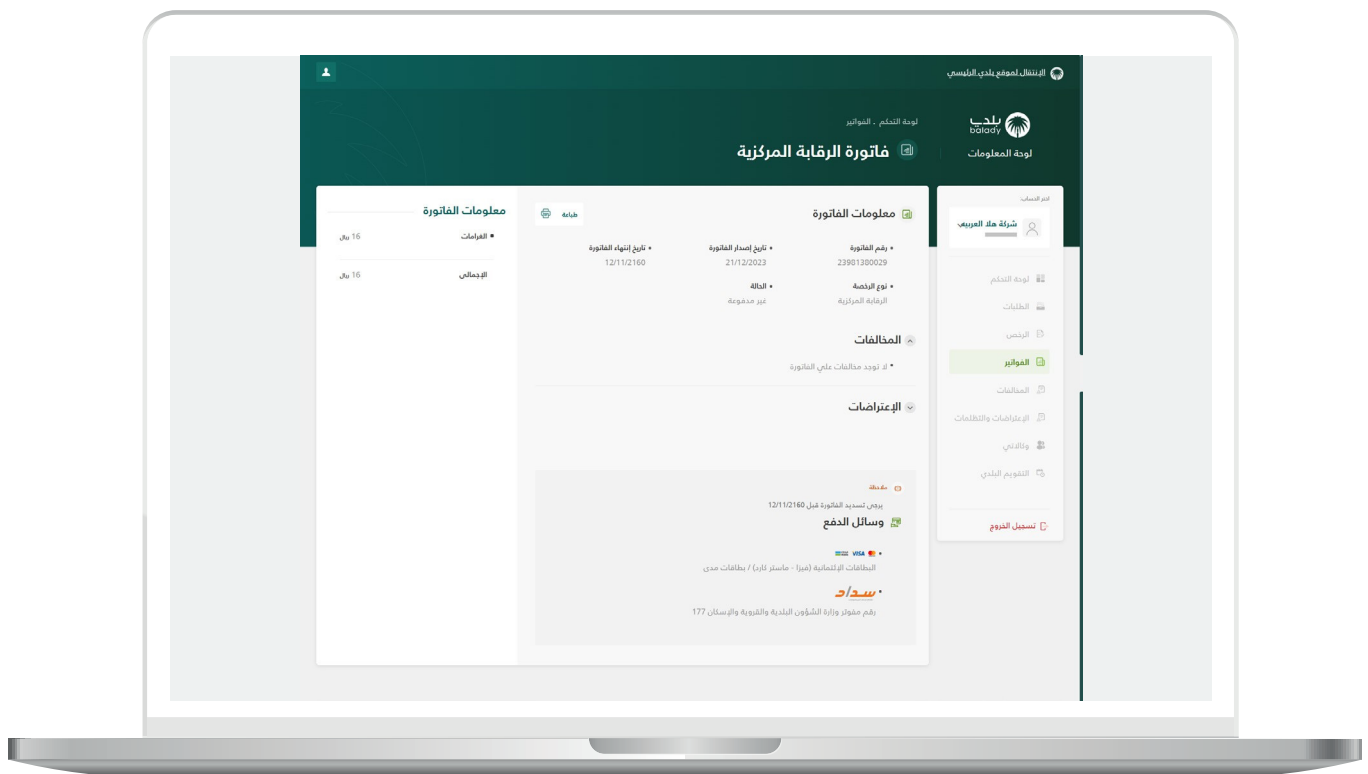 الإنتقال لموقع بلدي الرئيسي
بلدي
balady
لوحة المعلومات
لوحة التحكم . الفواتير
فاتورة الرقابة المركزية
اختر الحساب
شركة هلا العربيه
لوحة التحكم
الطلبات
الرخص
الفواتير
المخالفات
الإعتراضات والتظلمات
وكالاتي
التقويم البلدي
تسجيل الخروج
معلومات الفاتورة
طباعة
• رقم الفاتورة • تاريخ إصدار الفاتورة • تاريخ إنتهاء الفاتورة
23981380029 21/12/2023 12/11/2160
• نوع الرخصة • الحالة
الرقابة المركزية غير مدفوعة
المخالفات
• لا توجد مخالفات علي الفاتورة
الإعتراضات
ملاحظة
يرجى تسديد الفاتورة قبل 12/11/2160
وسائل الدفع
VISA
البطاقات الإئتمانية (فيزا - ماستر كارد) / بطاقات مدى
سداد
رقم مفوتر وزارة الشؤون البلدية والقروية والإسكان 177
معلومات الفاتورة
• الغرامات 16 ريال
الإجمالي 16 ريال